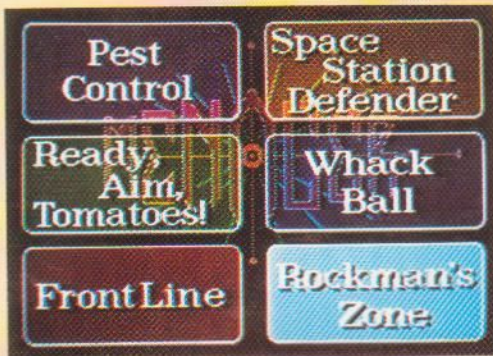 Pest
Control
Space
Station
Defender
Ready,
Aim,
Tomatoes!
Whack
Ball
Front Line
Rockman's
Zone